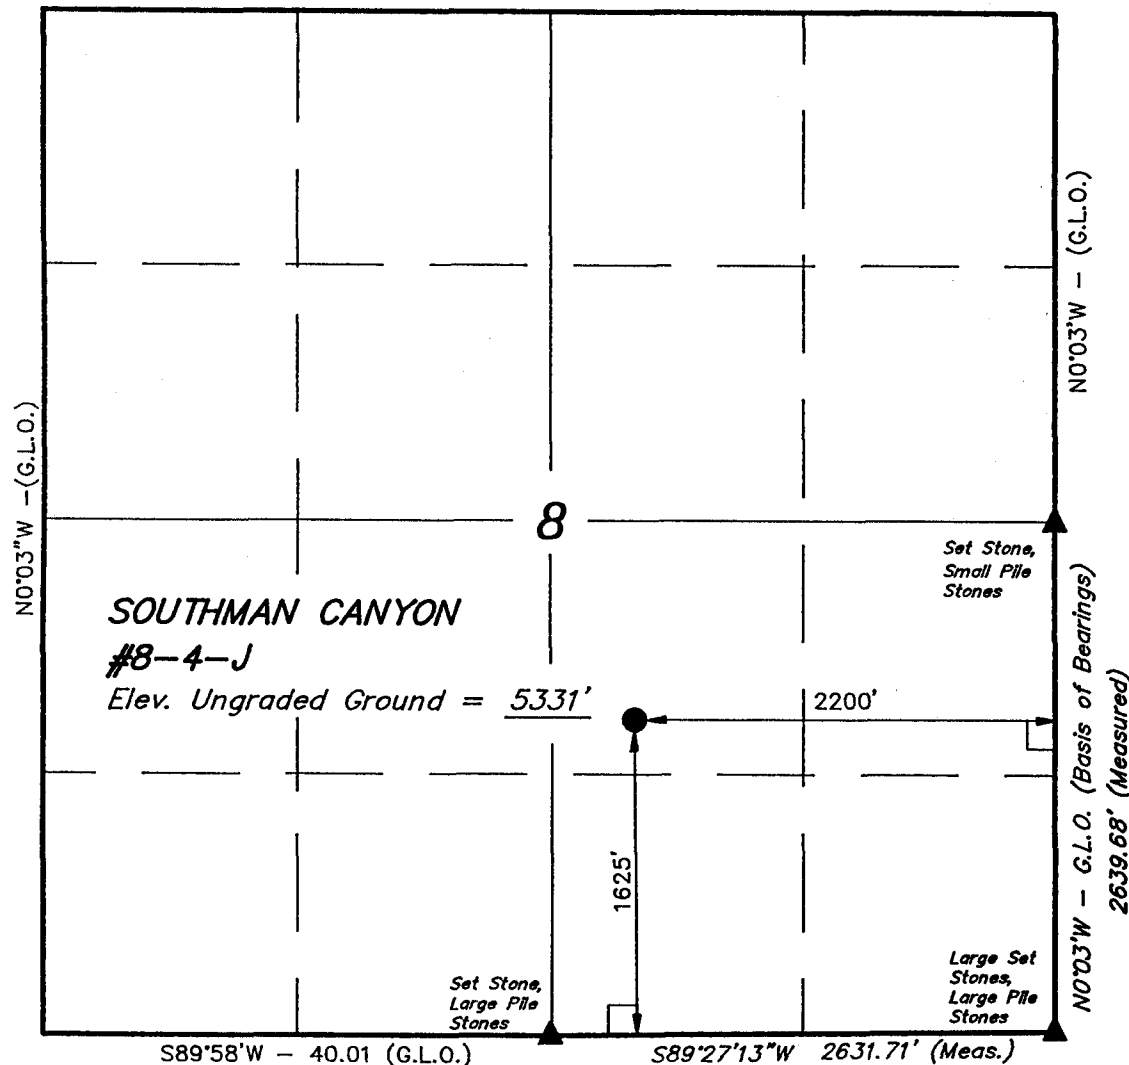 N0°03'W - (G.L.O.)
N0°03"W -(G.L.O.)
8
Set Stone,
Small Pile
Stones
SOUTHMAN CANYON
#8-4-J
Elev. Ungraded Ground = 5331'
2200'
1625'
N0°03'W - G.L.O. (Basis of Bearings)
2639.68' (Measured)
Set Stone,
Large Pile
Stones
Large Set
Stones,
Large Pile
Stones
S89°58'W - 40.01 (G.L.O.)
S89°27'13"W 2631.71' (Meas.)